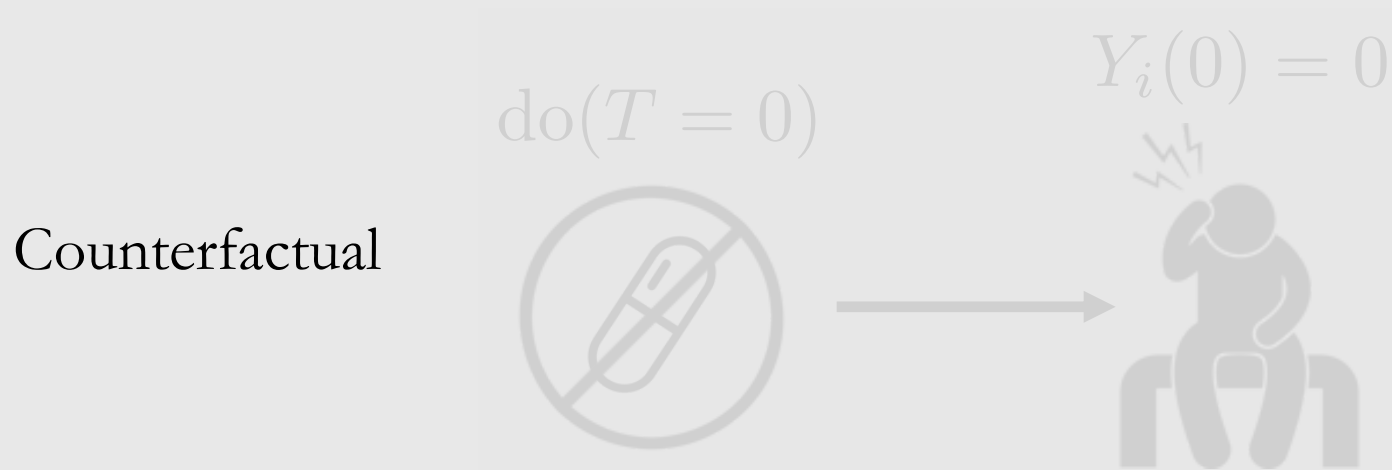 Y_i(0) = 0
do(T = 0)
Counterfactual